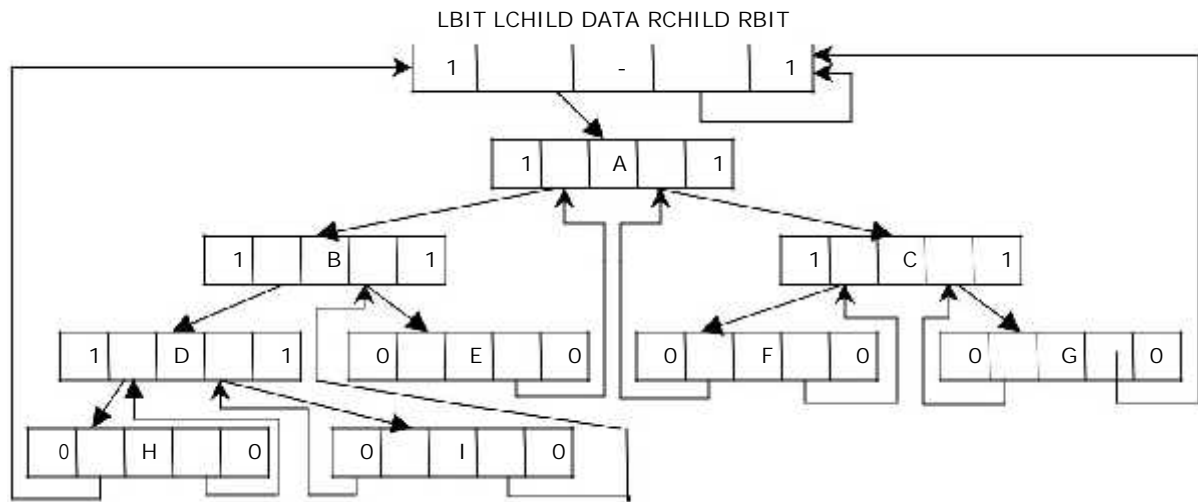 LBIT LCHILD DATA RCHILD RBIT
1 - 1
1 A 1
1 B 1 1 C 1
1 D 1 0 E 0 0 F 0 0 G 0
0 H 0 0 I 0